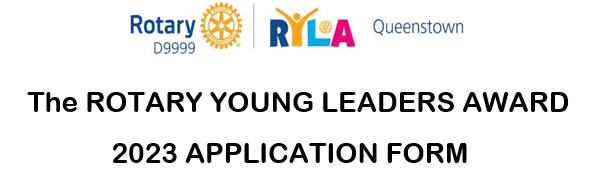 Rotary RYLA Queenstown
D9999
The ROTARY YOUNG LEADERS AWARD
2023 APPLICATION FORM